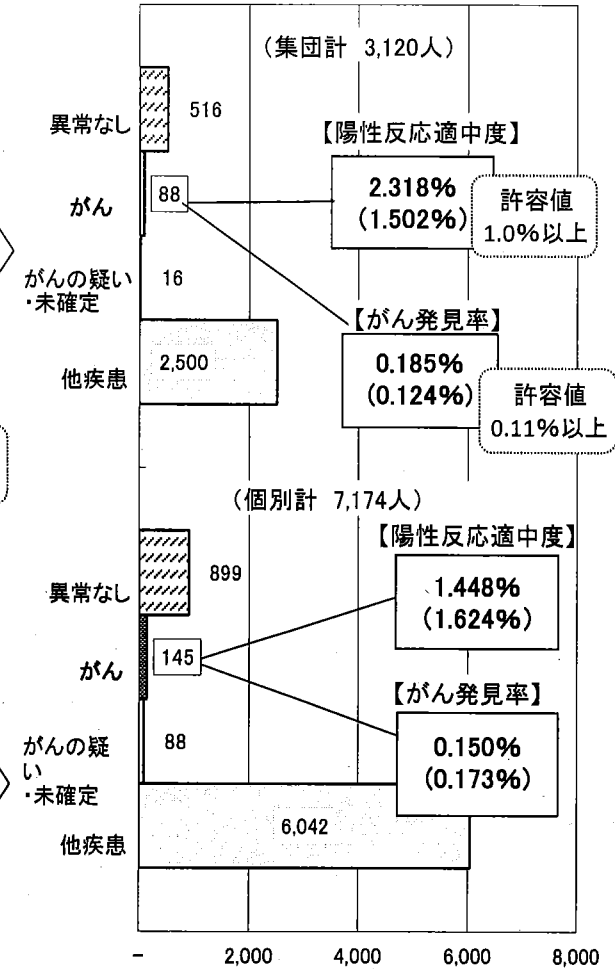 （集団計 3,120人）
異常なし
516
【陽性反応適中度】
2.318%
(1.502%)
許容値
1.0%以上
がん
88
がんの疑い
・未確定
16
【がん発見率】
0.185%
(0.124%)
許容値
0.11%以上
他疾患
2,500
（個別計 7,174人）
【陽性反応適中度】
1.448%
(1.624%)
異常なし
899
がん
145
【がん発見率】
0.150%
(0.173%)
がんの疑
い
・未確定
88
他疾患
6,042
-
2,000
4,000
6,000
8,000